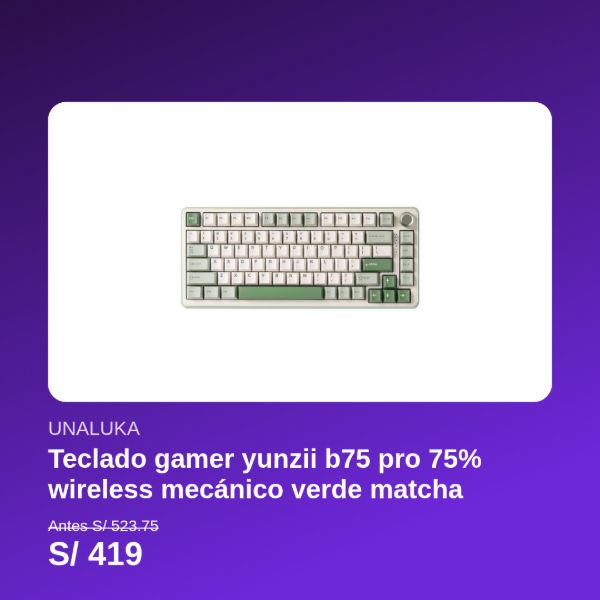 UNALUKA
Teclado gamer yunzii b75 pro 75%
wireless mecánico verde matcha
Antes S/ 523.75
S/ 419